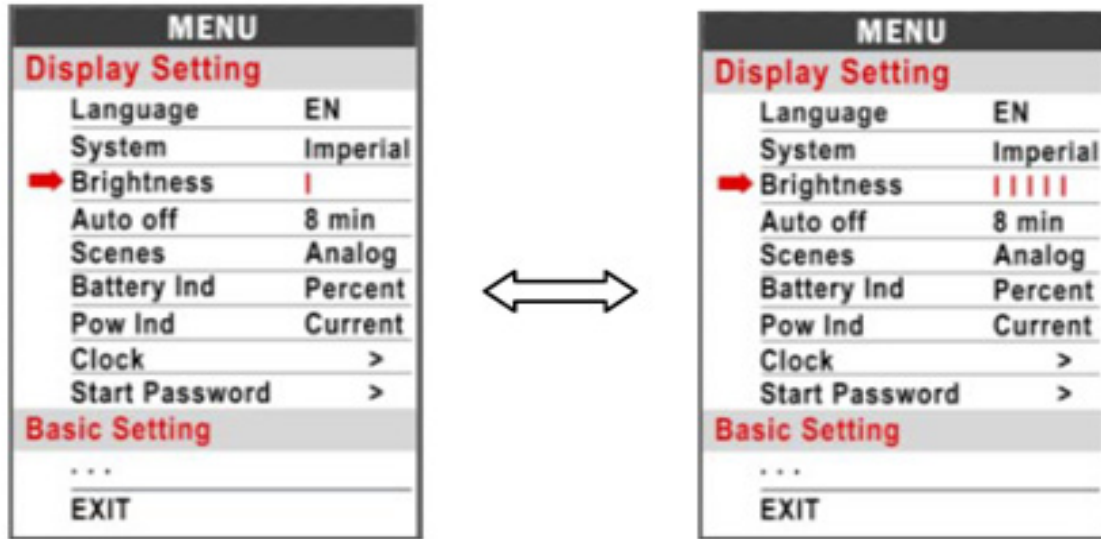 MENU
Display Setting
Language EN
System Imperial
Brightness I
Auto off 8 min
Scenes Analog
Battery Ind Percent
Pow Ind Current
Clock >
Start Password >
Basic Setting
. . .
EXIT
MENU
Display Setting
Language EN
System Imperial
Brightness I I I I I
Auto off 8 min
Scenes Analog
Battery Ind Percent
Pow Ind Current
Clock >
Start Password >
Basic Setting
. . .
EXIT